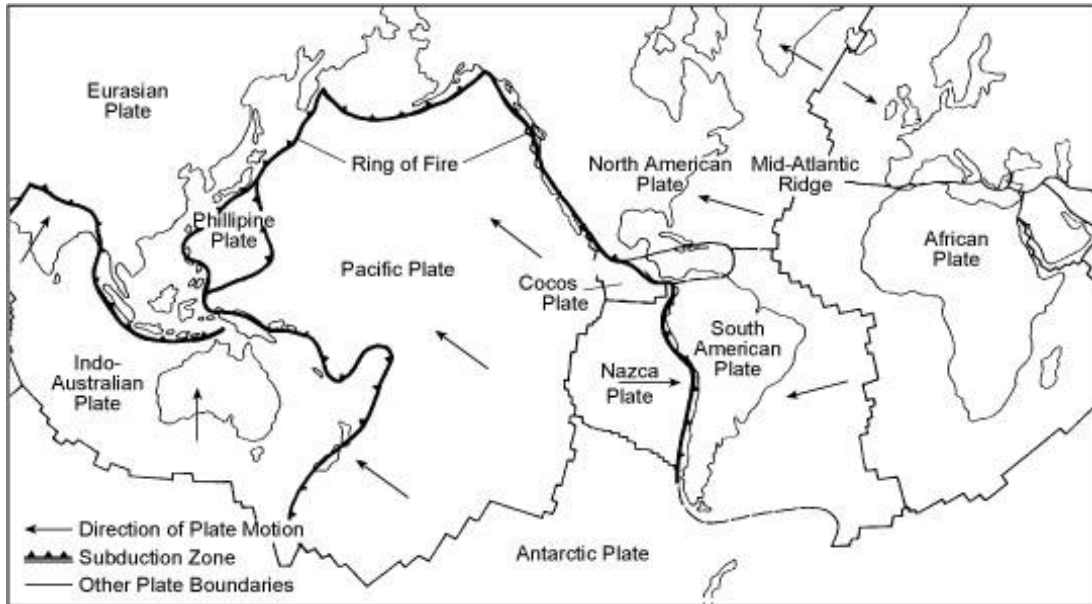 Eurasian
Plate
Ring of Fire
North American
Plate
Mid-Atlantic
Ridge
Phillipine
Plate
African
Plate
Pacific Plate
Cocos
Plate
South
American
Plate
Indo-
Australian
Plate
Nazca
Plate
Direction of Plate Motion
Subduction Zone
Other Plate Boundaries
Antarctic Plate